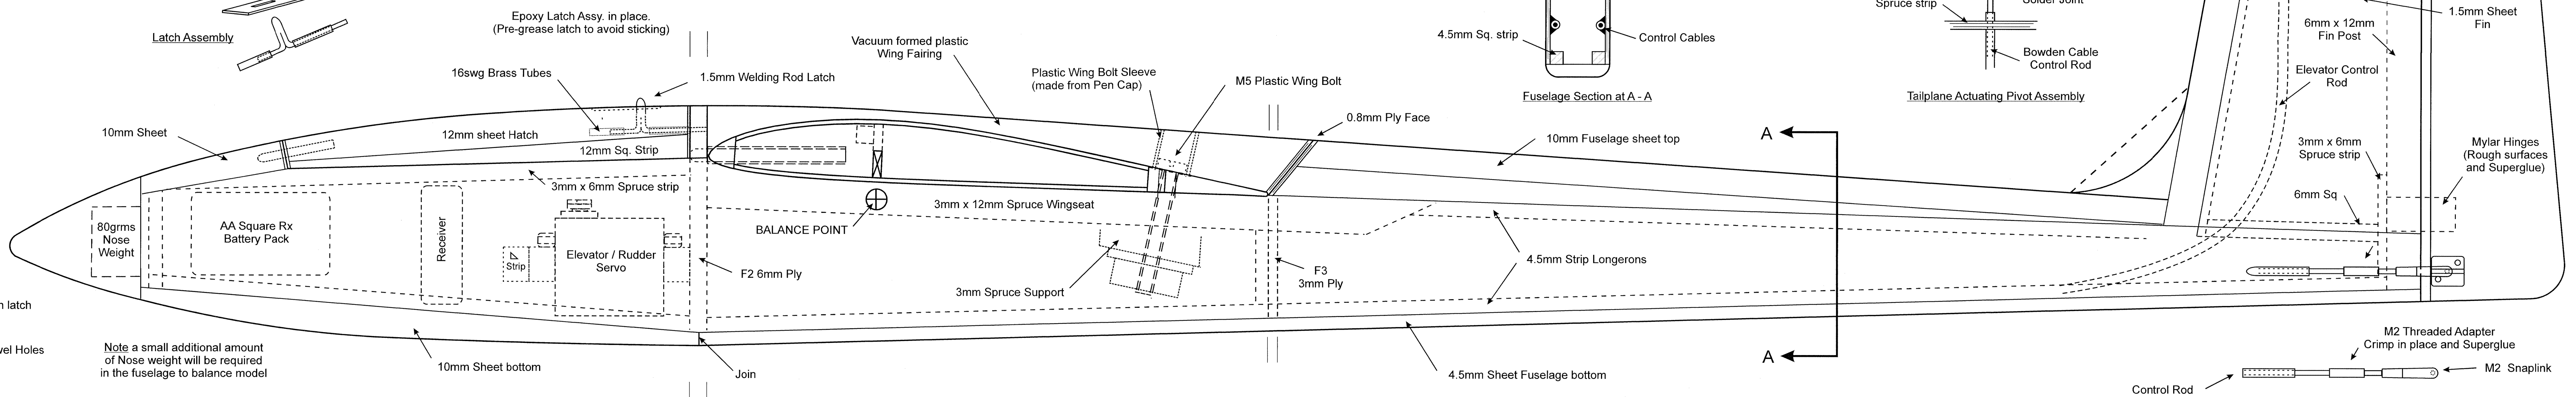 Latch Assembly
Epoxy Latch Assy. in place.
(Pre-grease latch to avoid sticking)
16swg Brass Tubes
1.5mm Welding Rod Latch
Vacuum formed plastic
Wing Fairing
Plastic Wing Bolt Sleeve
(made from Pen Cap)
M5 Plastic Wing Bolt
4.5mm Sq. strip
Control Cables
Fuselage Section at A - A
Spruce strip
Solder Joint
Bowden Cable
Control Rod
Tailplane Actuating Pivot Assembly
1.5mm Sheet
Fin
6mm x 12mm
Fin Post
Elevator Control
Rod
10mm Sheet
12mm sheet Hatch
12mm Sq. Strip
3mm x 6mm Spruce strip
0.8mm Ply Face
10mm Fuselage sheet top
A
3mm x 6mm
Spruce strip
Mylar Hinges
(Rough surfaces
and Superglue)
6mm Sq
80grms
Nose
Weight
AA Square Rx
Battery Pack
Receiver
Strip
Elevator / Rudder
Servo
F2 6mm Ply
BALANCE POINT
3mm x 12mm Spruce Wingseat
3mm Spruce Support
F3
3mm Ply
4.5mm Strip Longerons
latch
Holes
Note a small additional amount
of Nose weight will be required
in the fuselage to balance model
10mm Sheet bottom
Join
4.5mm Sheet Fuselage bottom
A
M2 Threaded Adapter
Crimp in place and Superglue
Control Rod
M2 Snaplink